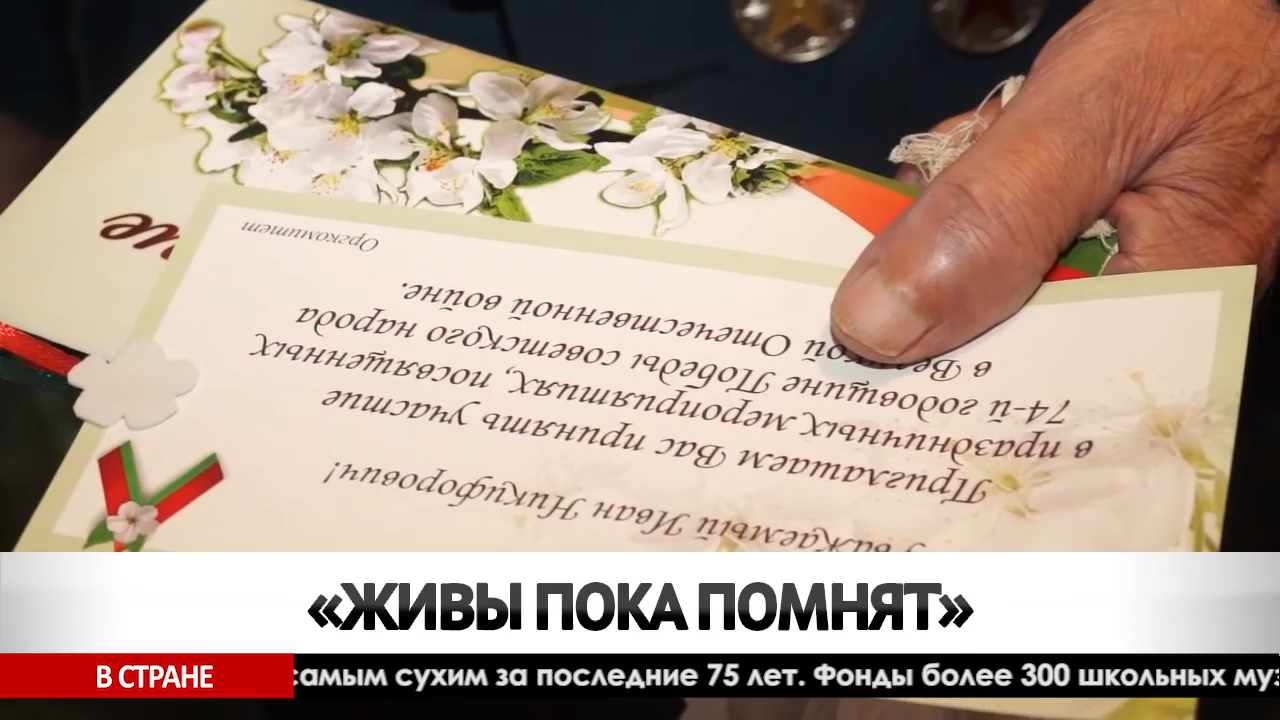 Уважаемый Иван Никифорович!
Приглашаем Вас принять участие
в праздничных мероприятиях, посвященных
74-й годовщине Победы советского народа
в Великой Отечественной войне.
Оргкомитет
«ЖИВЫ ПОКА ПОМНЯТ»
В СТРАНЕ
самым сухим за последние 75 лет. Фонды более 300 школьных